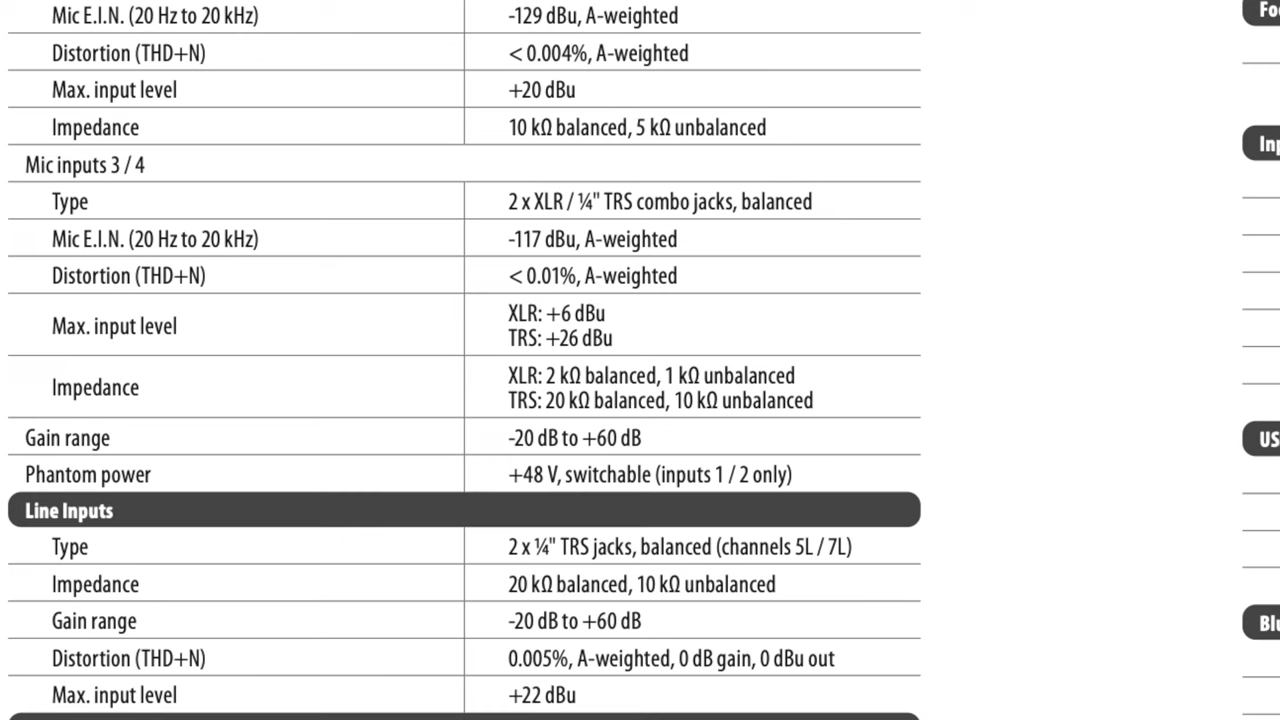 Mic E.I.N. (20 Hz to 20 kHz) -129 dBu, A-weighted
Distortion (THD+N) < 0.004%, A-weighted
Max. input level +20 dBu
Impedance 10 kΩ balanced, 5 kΩ unbalanced
Mic inputs 3 / 4
Type 2 x XLR / ¼" TRS combo jacks, balanced
Mic E.I.N. (20 Hz to 20 kHz) -117 dBu, A-weighted
Distortion (THD+N) < 0.01%, A-weighted
Max. input level XLR: +6 dBu
TRS: +26 dBu
Impedance XLR: 2 kΩ balanced, 1 kΩ unbalanced
TRS: 20 kΩ balanced, 10 kΩ unbalanced
Gain range -20 dB to +60 dB
Phantom power +48 V, switchable (inputs 1 / 2 only)
Line Inputs
Type 2 x ¼" TRS jacks, balanced (channels 5L / 7L)
Impedance 20 kΩ balanced, 10 kΩ unbalanced
Gain range -20 dB to +60 dB
Distortion (THD+N) 0.005%, A-weighted, 0 dB gain, 0 dBu out
Max. input level +22 dBu
US